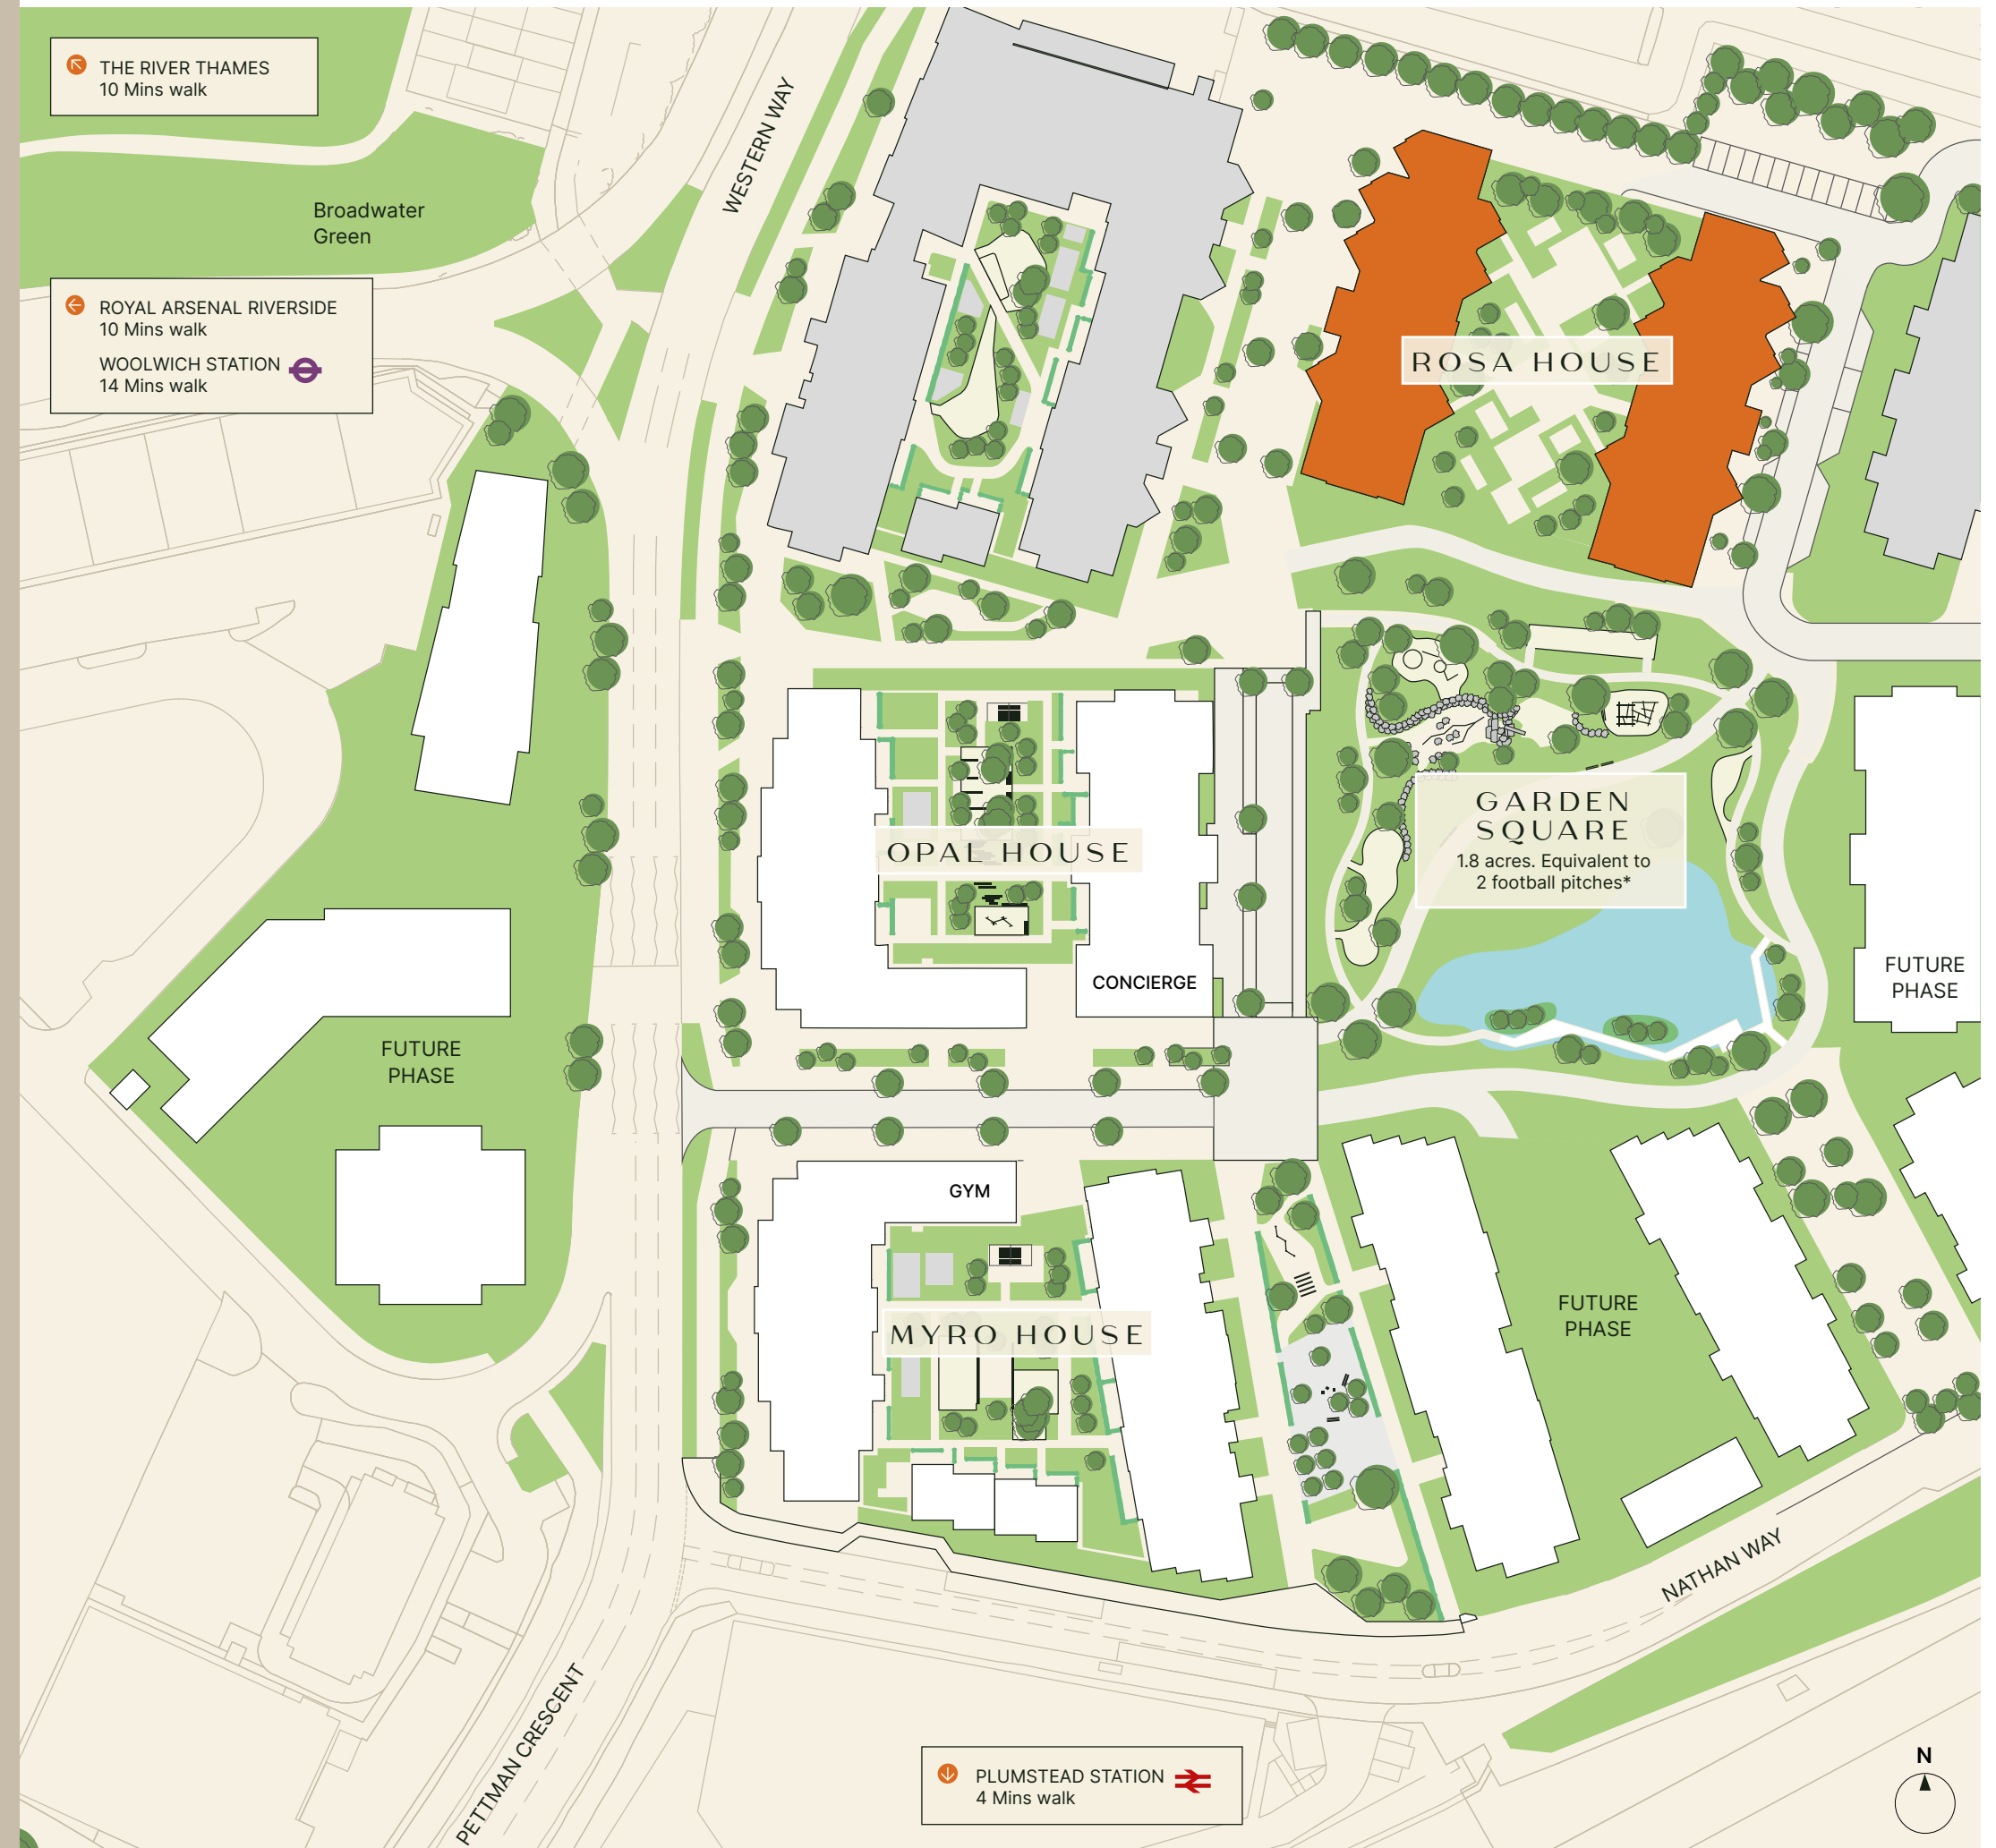 THE RIVER THAMES
10 Mins walk
WESTERN WAY
Broadwater
Green
ROYAL ARSENAL RIVERSIDE
10 Mins walk
WOOLWICH STATION
14 Mins walk
ROSA HOUSE
GARDEN
SQUARE
1.8 acres. Equivalent to
2 football pitches*
OPAL HOUSE
CONCIERGE
FUTURE
PHASE
FUTURE
PHASE
GYM
MYRO HOUSE
FUTURE
PHASE
NATHAN WAY
PETTMAN CRESCENT
PLUMSTEAD STATION
4 Mins walk
N